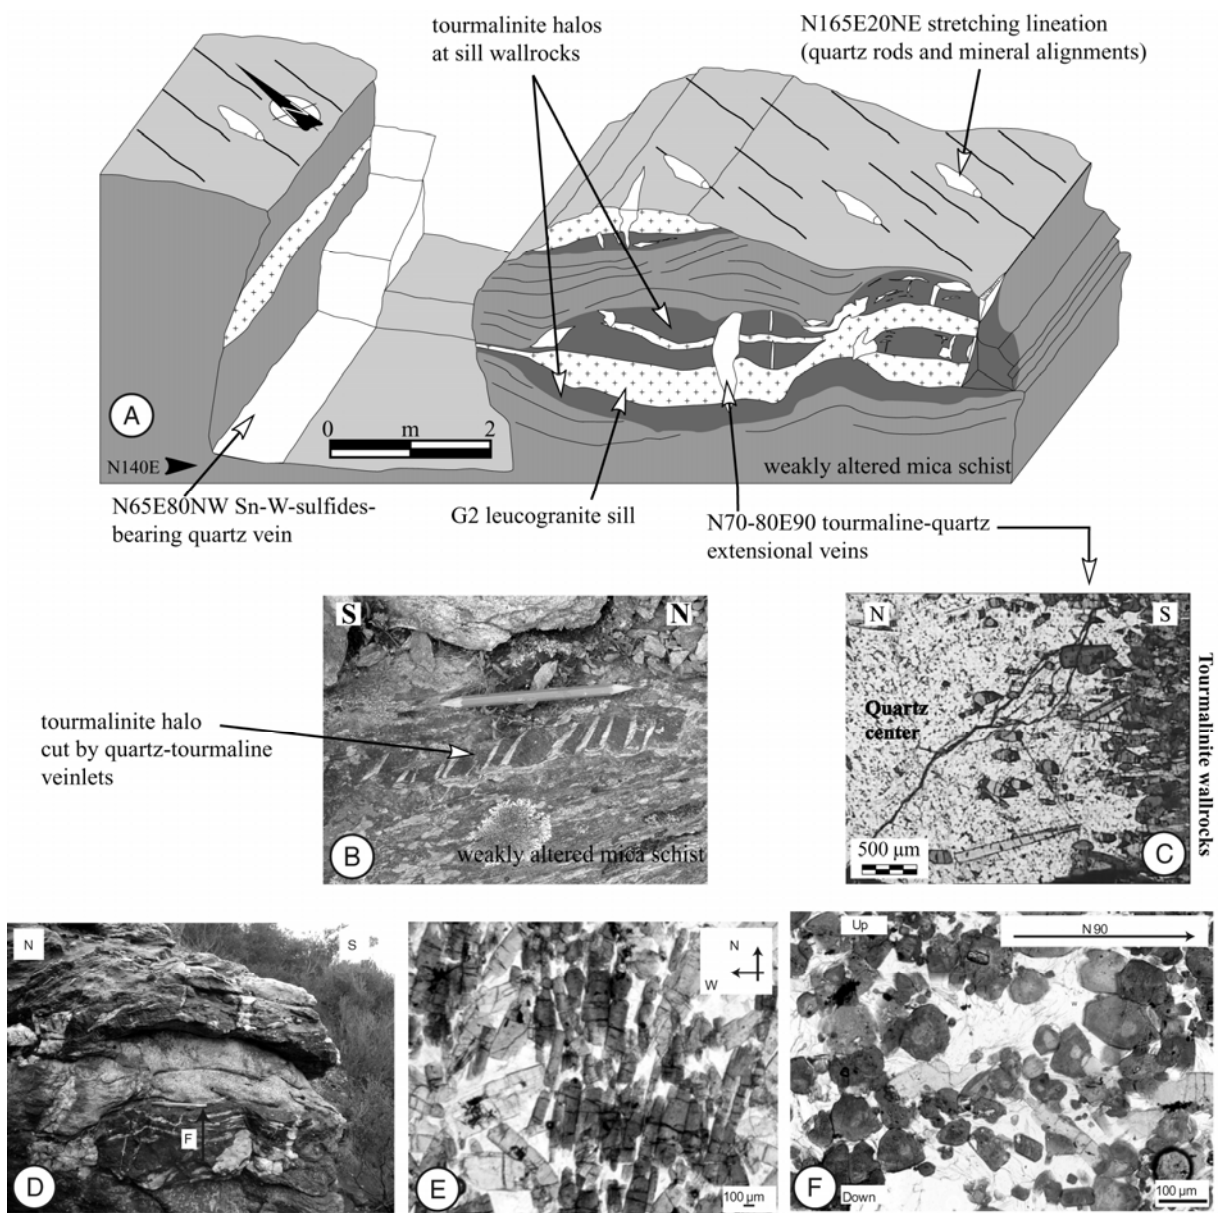 tourmalinite halos
at sill wallrocks
N165E20NE stretching lineation
(quartz rods and mineral alignments)
A
0 m 2
N140E
weakly altered mica schist
N65E80NW Sn-W-sulfides-
bearing quartz vein
G2 leucogranite sill
N70-80E90 tourmaline-quartz
extensional veins
S N
tourmalinite halo
cut by quartz-tourmaline
veinlets
B
weakly altered mica schist
N S
Quartz
center
Tourmalinite wallrocks
500 µm
C
N S
F
D
N
W
E
100 µm
Up
N 90
F
Down
100 µm